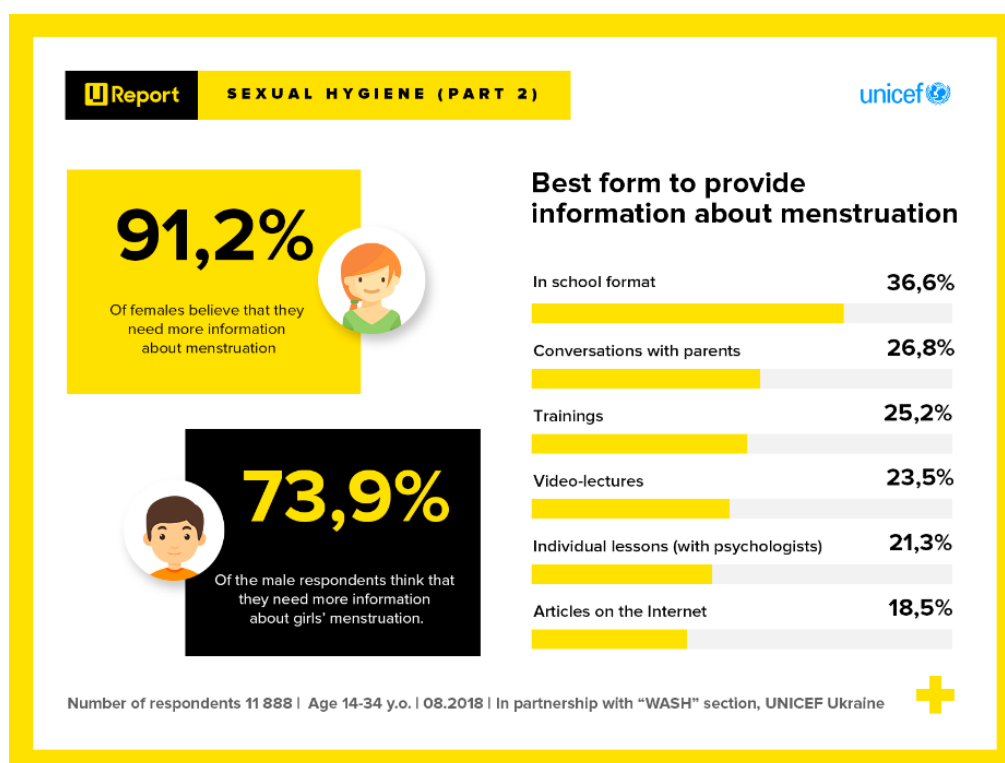 U Report
SEXUAL HYGIENE (PART 2)
unicef
91,2%
Of females believe that they
need more information
about menstruation
73,9%
Of the male respondents think that
they need more information
about girls' menstruation.
Best form to provide
information about menstruation
In school format 36,6%
Conversations with parents 26,8%
Trainings 25,2%
Video-lectures 23,5%
Individual lessons (with psychologists) 21,3%
Articles on the Internet 18,5%
Number of respondents 11 888 | Age 14-34 y.o. | 08.2018 | In partnership with “WASH” section, UNICEF Ukraine